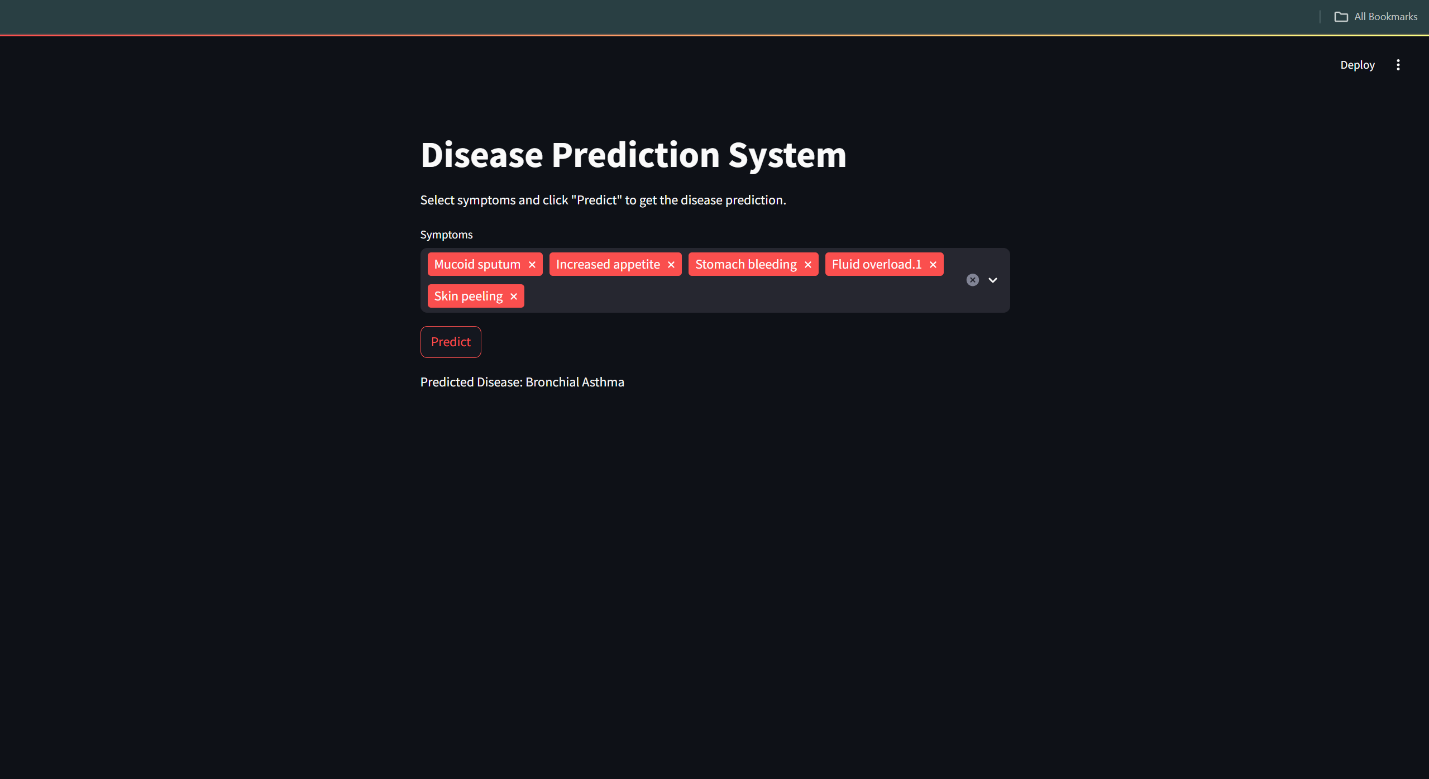 All Bookmarks
Deploy
Disease Prediction System
Select symptoms and click "Predict" to get the disease prediction.
Symptoms
Mucoid sputum × Increased appetite × Stomach bleeding × Fluid overload.1 ×
Skin peeling ×
Predict
Predicted Disease: Bronchial Asthma